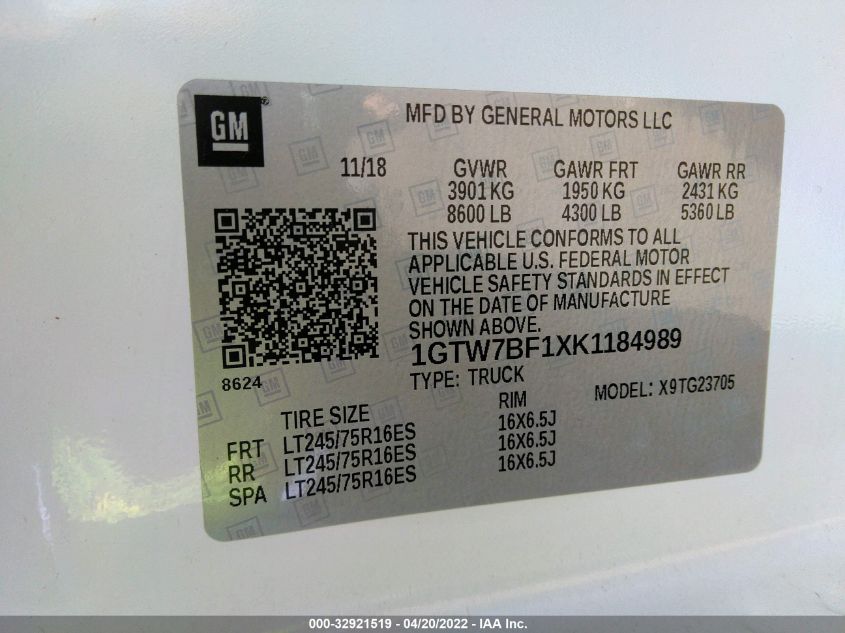 GM ®
MFD BY GENERAL MOTORS LLC
11/18 GVWR GAWR FRT GAWR RR
3901 KG 1950 KG 2431 KG
8600 LB 4300 LB 5360 LB
THIS VEHICLE CONFORMS TO ALL
APPLICABLE U.S. FEDERAL MOTOR
VEHICLE SAFETY STANDARDS IN EFFECT
ON THE DATE OF MANUFACTURE
SHOWN ABOVE.
1GTW7BF1XK1184989
8624
TYPE: TRUCK MODEL: X9TG23705
TIRE SIZE RIM
FRT LT245/75R16ES 16X6.5J
RR LT245/75R16ES 16X6.5J
SPA LT245/75R16ES 16X6.5J
000-32921519 - 04/20/2022 - IAA Inc.